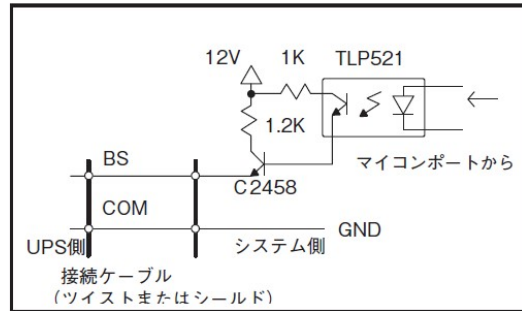 12V 1K TLP521
1.2K
マイコンポートから
BS
C2458
COM
GND
UPS側 システム側
接続ケーブル
(ツイストまたはシールド)